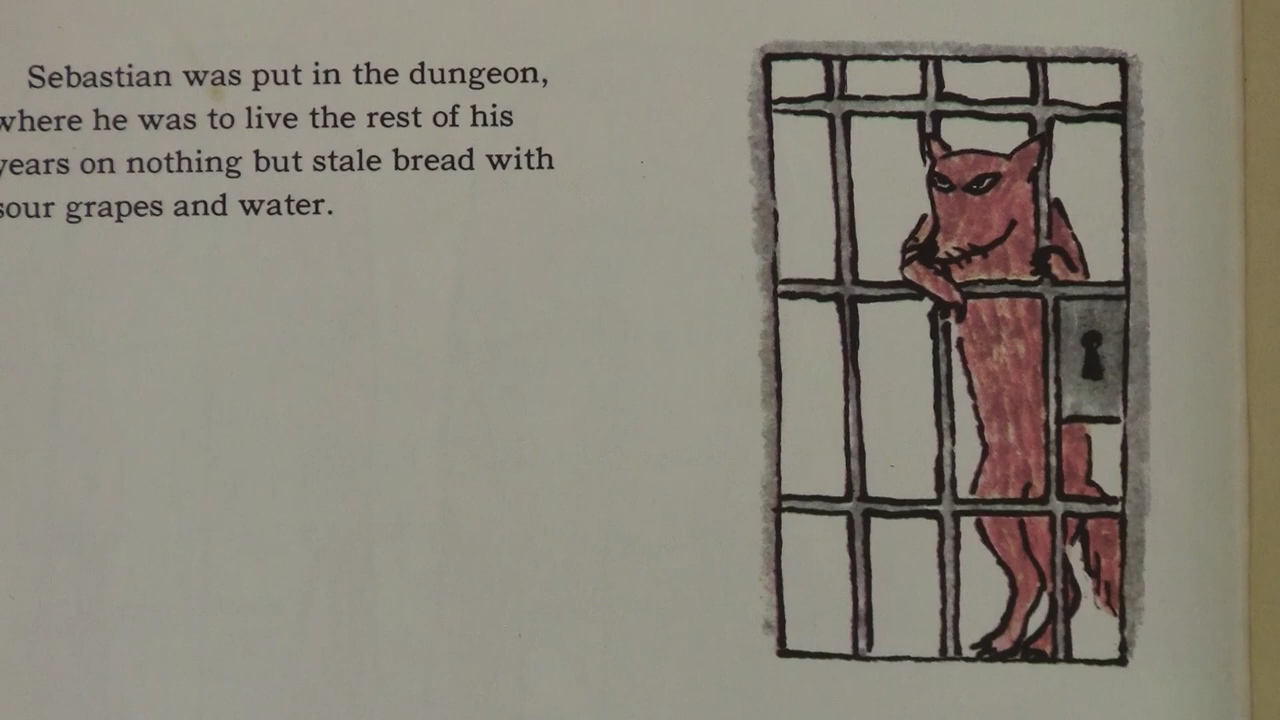 Sebastian was put in the dungeon,
where he was to live the rest of his
years on nothing but stale bread with
sour grapes and water.